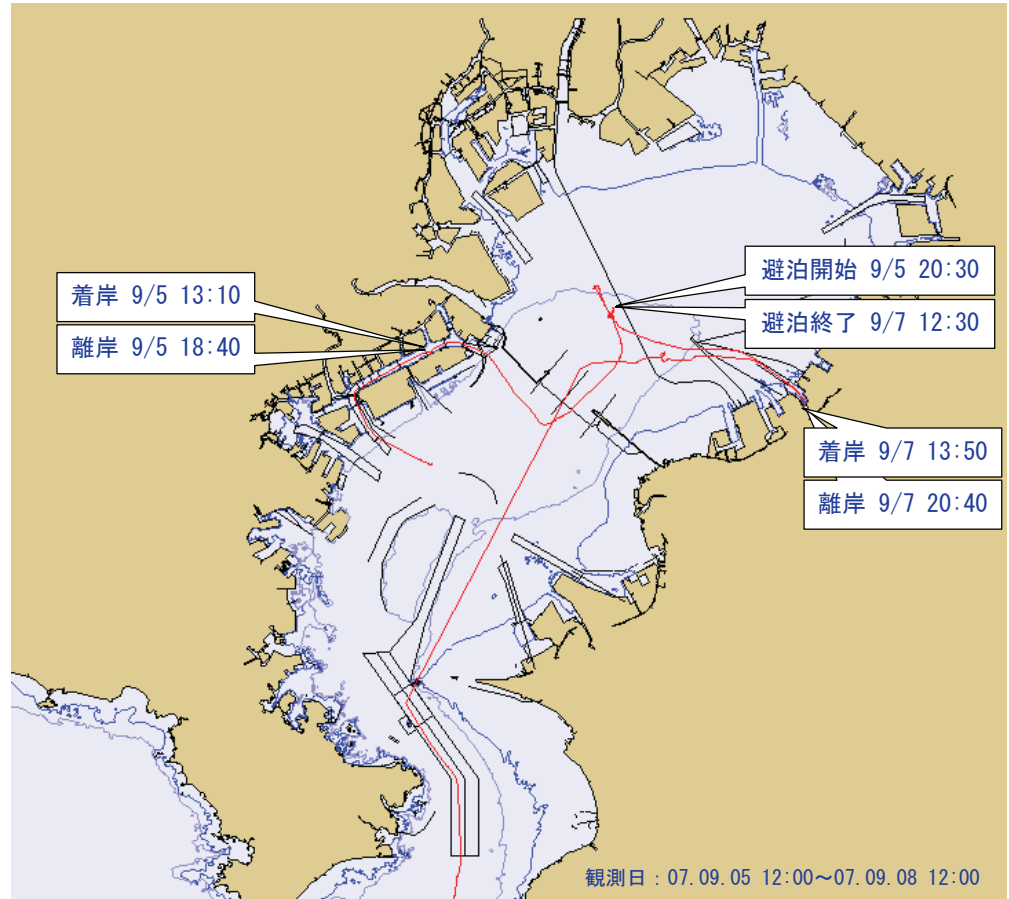 避泊開始 9/5 20:30
着岸 9/5 13:10
避泊終了 9/7 12:30
離岸 9/5 18:40
着岸 9/7 13:50
離岸 9/7 20:40
観測日：07.09.05 12:00～07.09.08 12:00